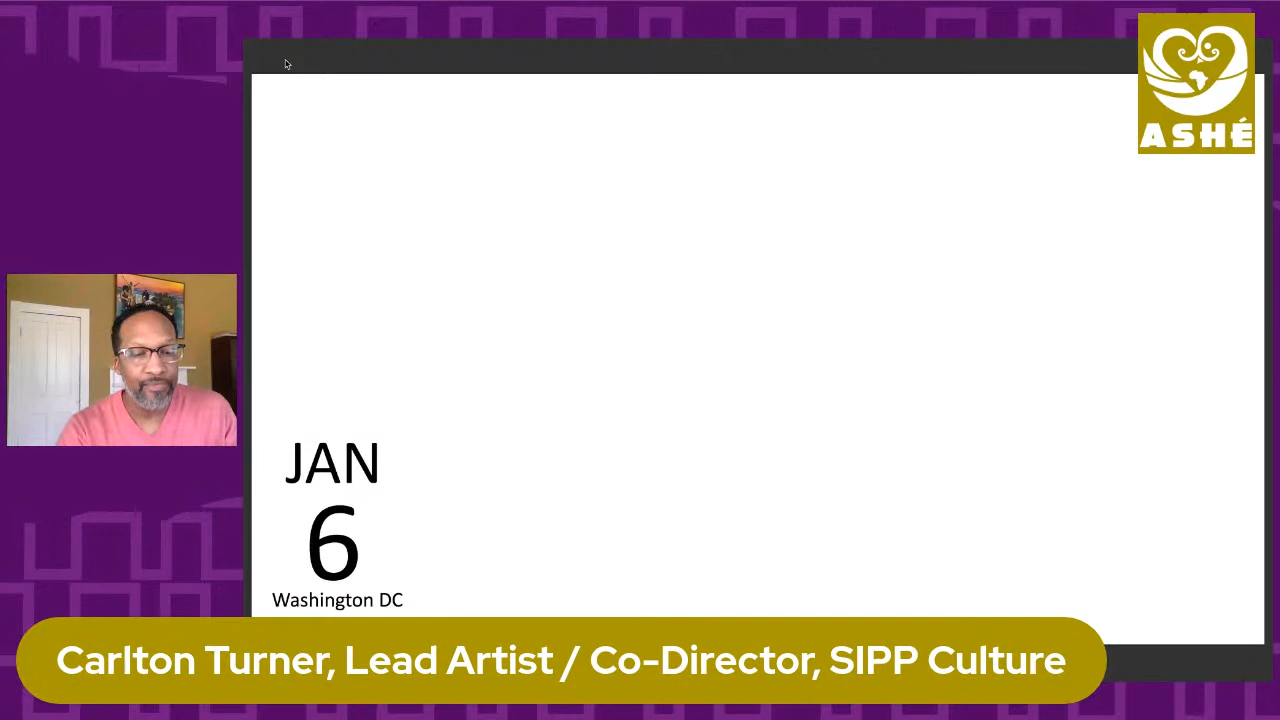 ASHÉ
JAN
6
Washington DC
Carlton Turner, Lead Artist / Co-Director, SIPP Culture